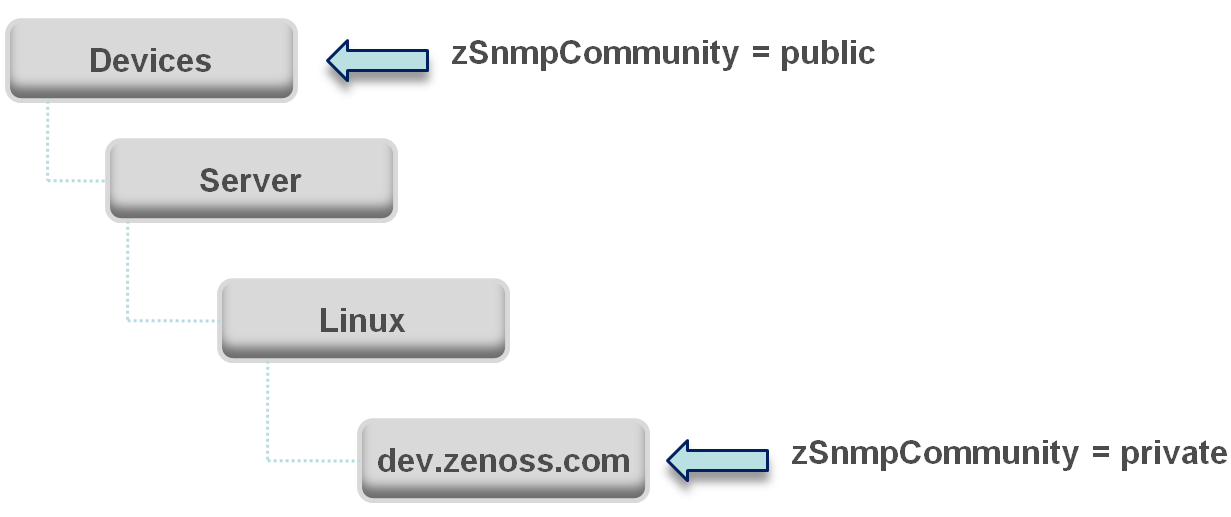 Devices
zSnmpCommunity = public
Server
Linux
dev.zenoss.com
zSnmpCommunity = private